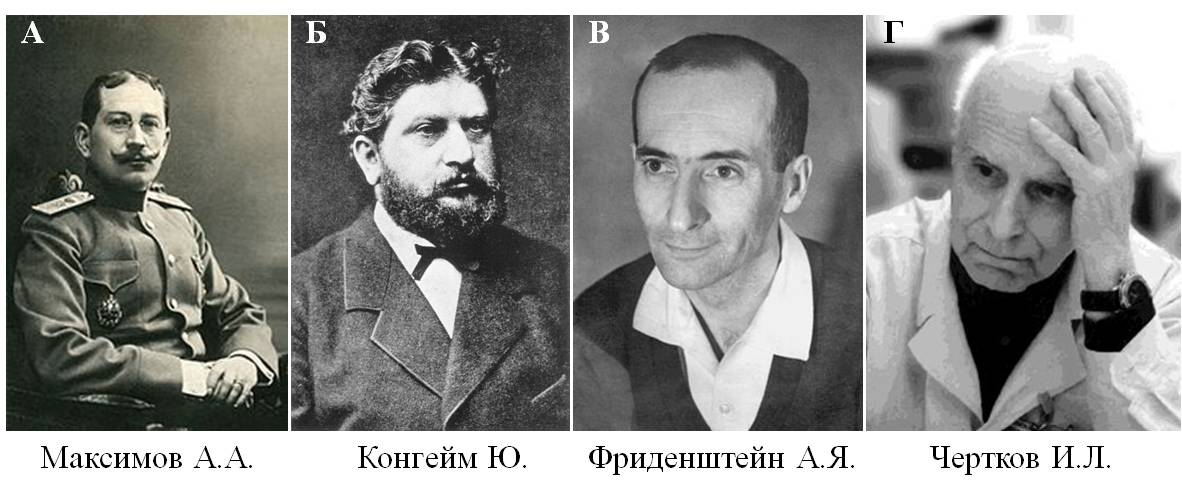 А Б В Г
Максимов А.А. Конгейм Ю. Фриденштейн А.Я. Чертков И.Л.